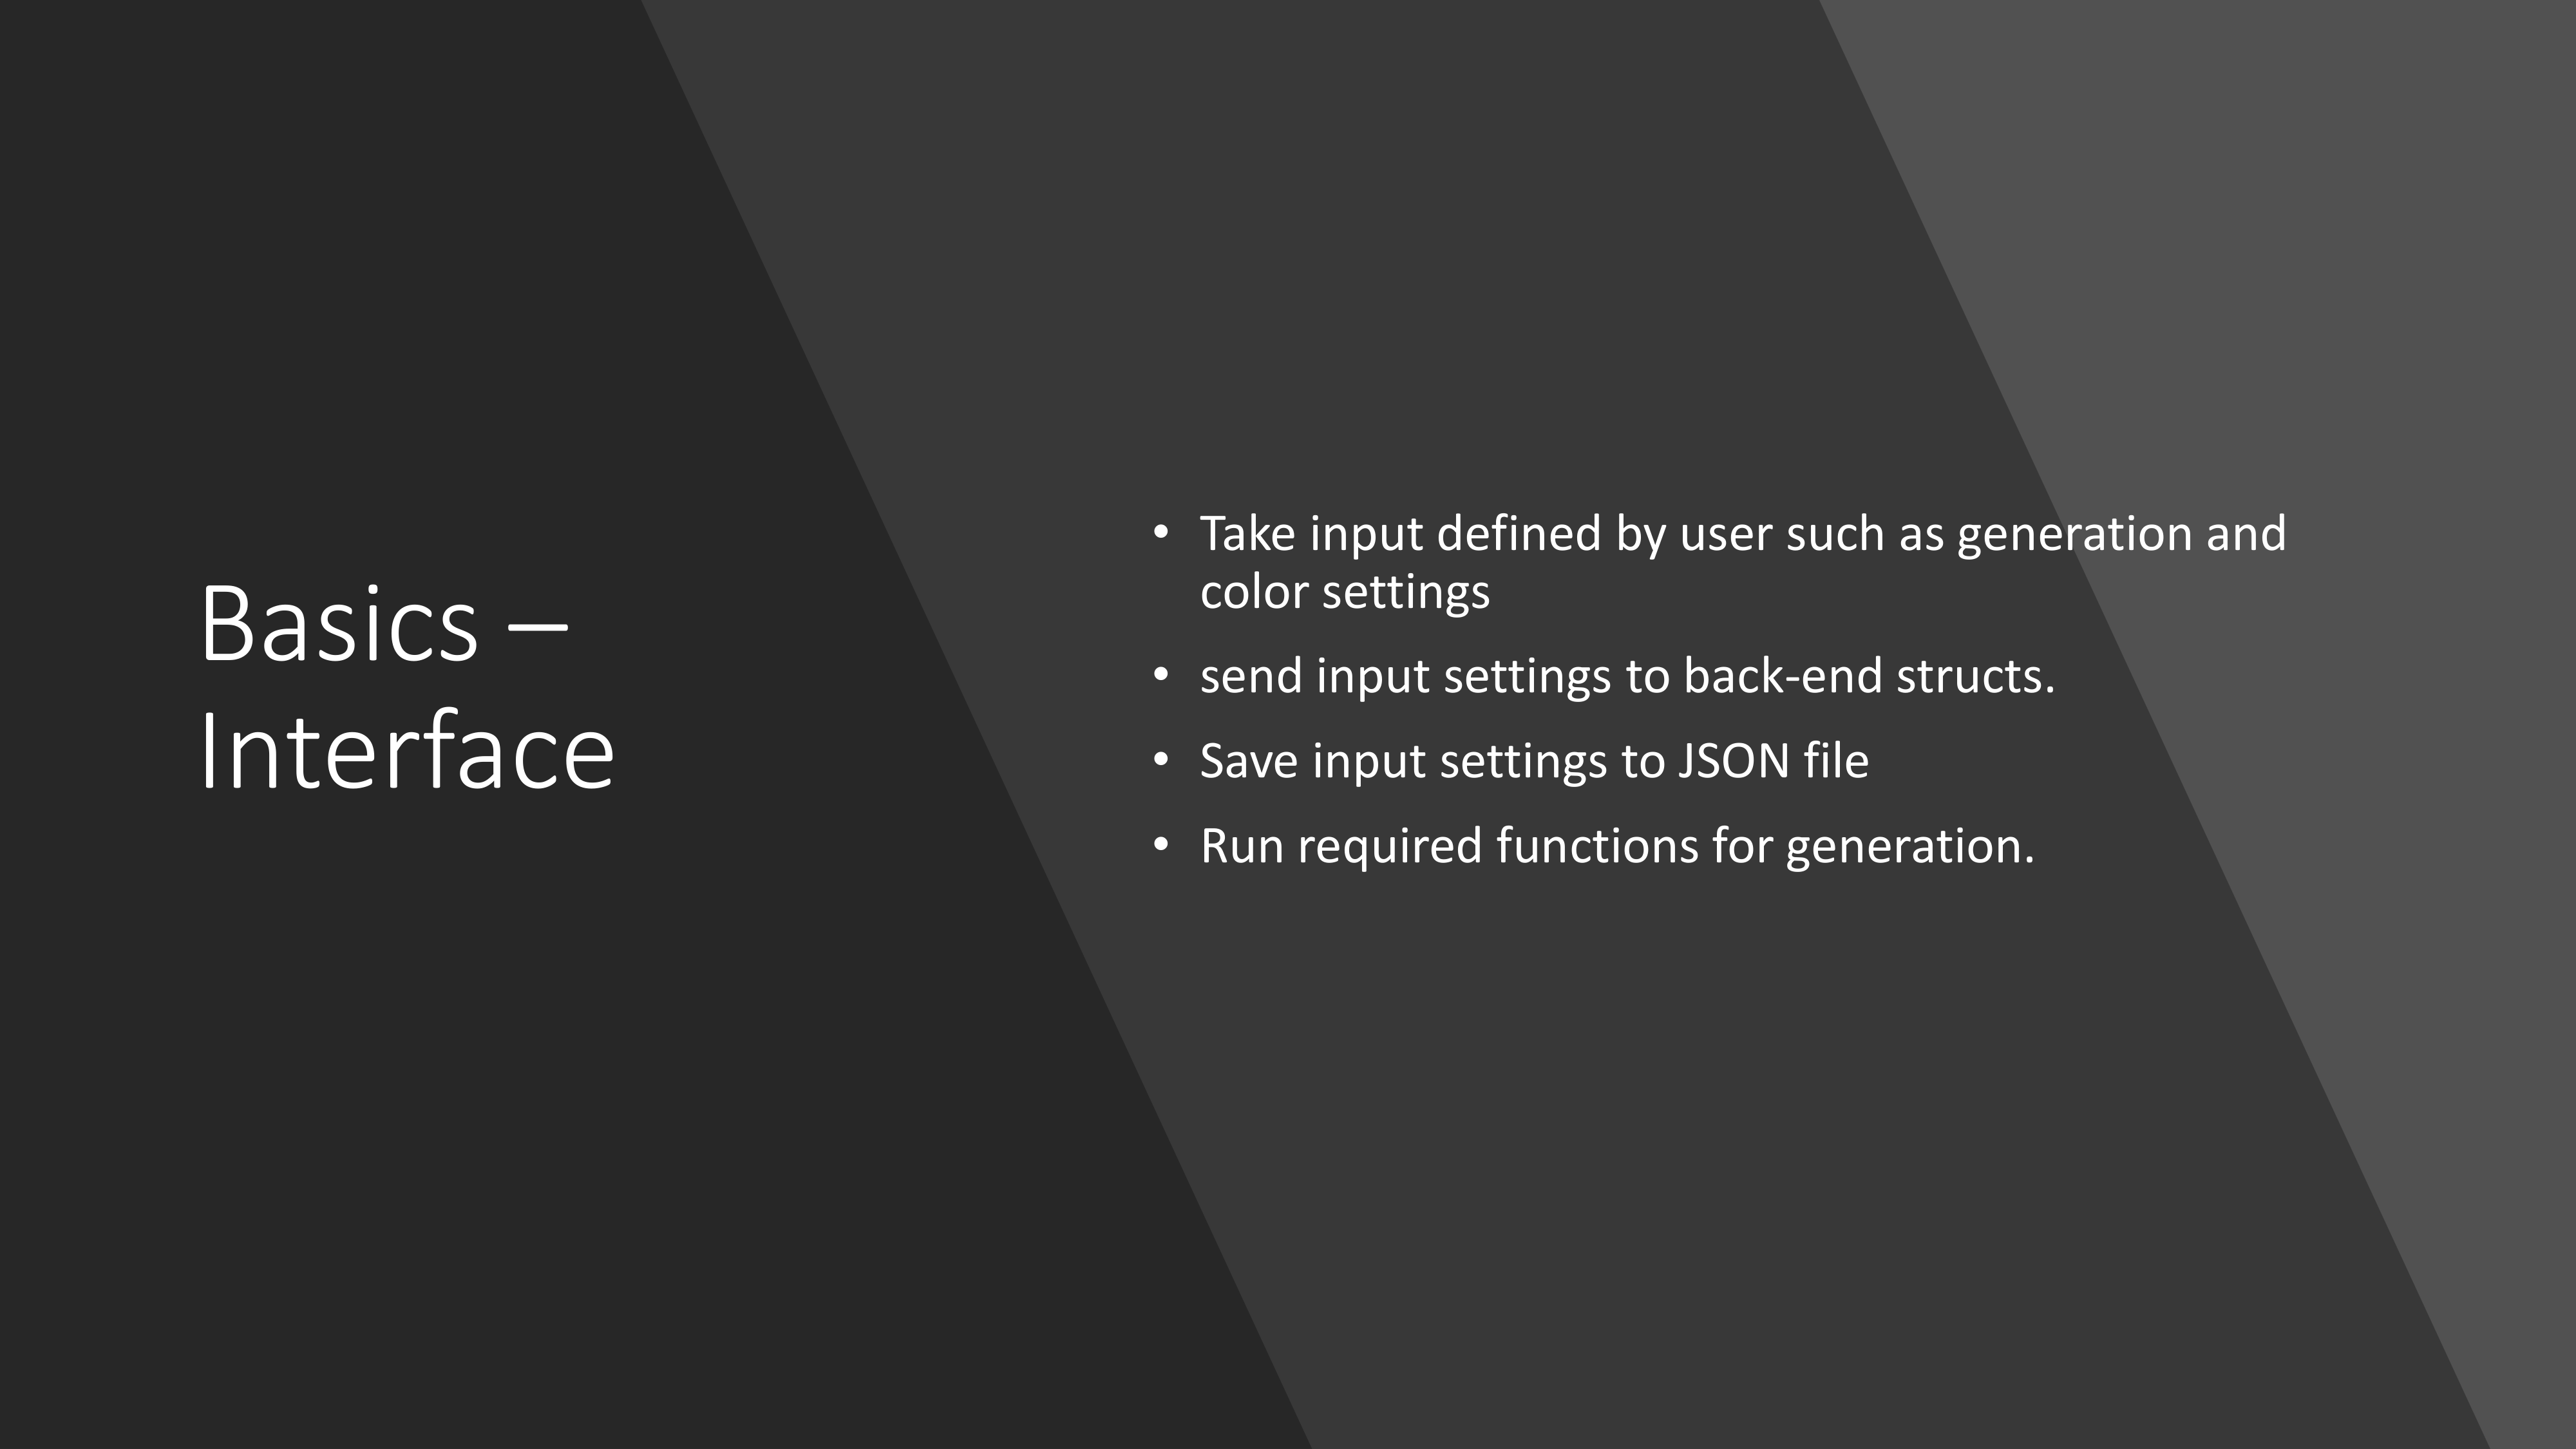 Basics –
Interface
• Take input defined by user such as generation and
color settings
• send input settings to back-end structs.
• Save input settings to JSON file
• Run required functions for generation.